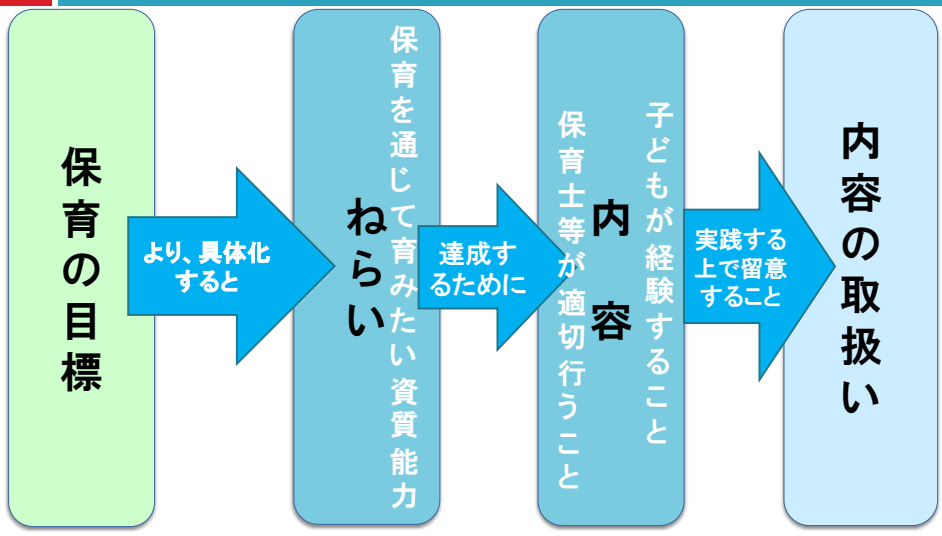 保育の目標
より、具体化
すると
ねらい
保育を通じて育みたい資質能力
達成す
るために
内容
子どもが経験すること
保育士等が適切行うこと
実践する
上で留意
すること
内容の取扱い